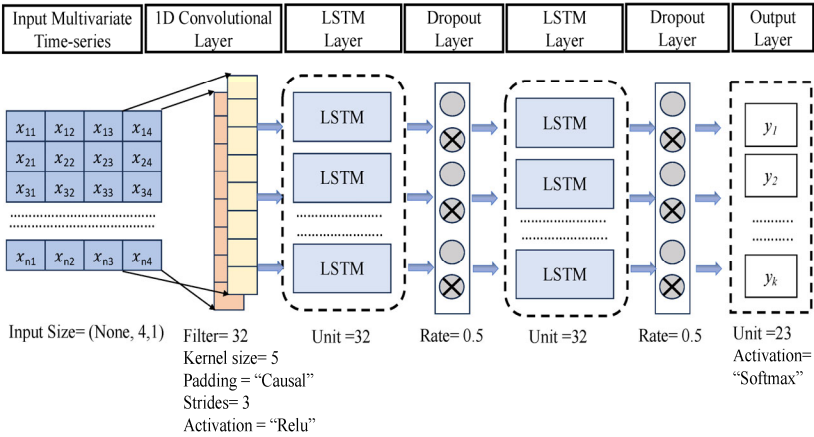 Input Multivariate
Time-series
1D Convolutional
Layer
LSTM
Layer
Dropout
Layer
LSTM
Layer
Dropout
Layer
Output
Layer
x11 x12 x13 x14
x21 x22 x23 x24
x31 x32 x33 x34
xn1 xn2 xn3 xn4
LSTM
LSTM
LSTM
LSTM
LSTM
LSTM
y1
y2
yk
Input Size= (None, 4,1)
Filter= 32
Kernel size= 5
Padding = “Causal”
Strides= 3
Activation = “Relu”
Unit =32
Rate= 0.5
Unit =32
Rate= 0.5
Unit =23
Activation=
“Softmax”